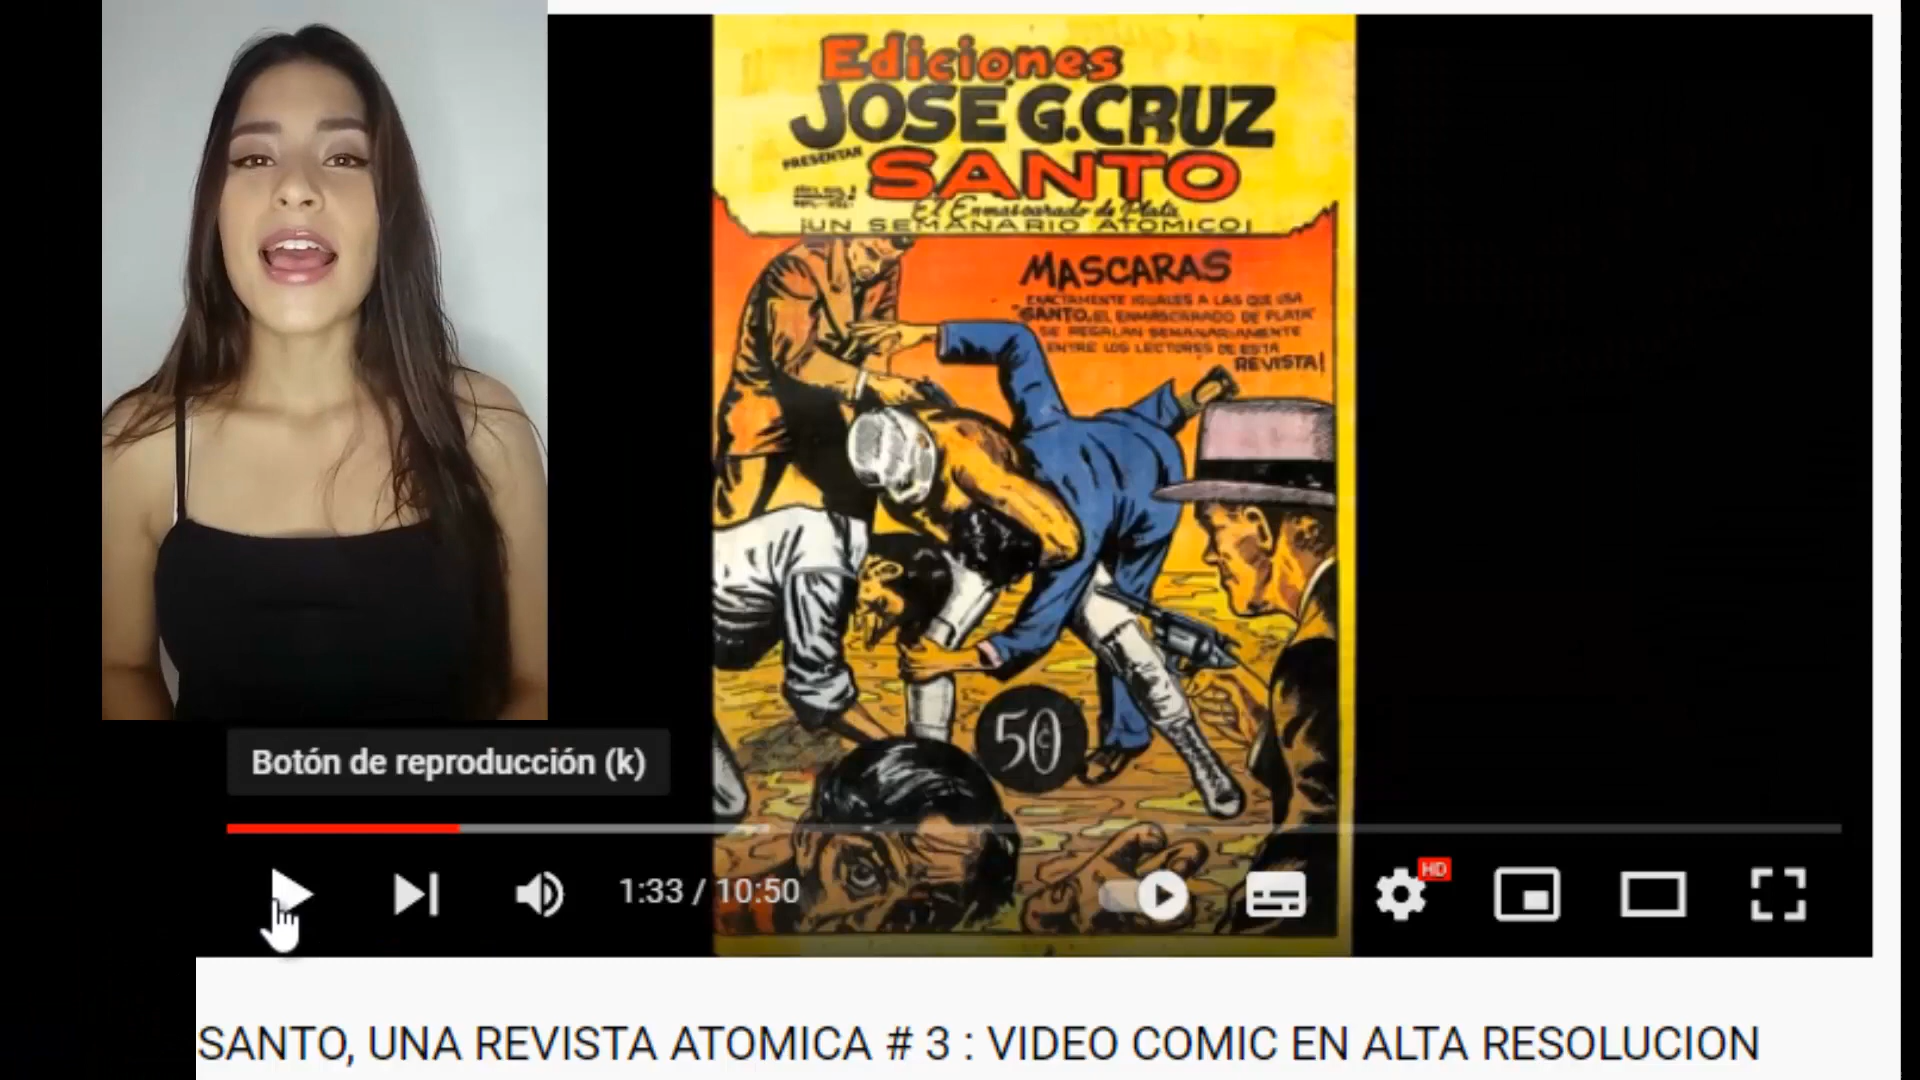 Ediciones
JOSE G. CRUZ
PRESENTAN
SANTO
El Enmascarado de Plata
¡UN SEMANARIO ATOMICO!
MASCARAS
EXACTAMENTE IGUALES A LAS QUE USA
"SANTO, EL ENMASCARADO DE PLATA"
SE REGALAN SEMANARIAMENTE
ENTRE LOS LECTORES DE ESTA
REVISTA!
50¢
Botón de reproducción (k)
1:33 / 10:50
HD
SANTO, UNA REVISTA ATOMICA # 3 : VIDEO COMIC EN ALTA RESOLUCION